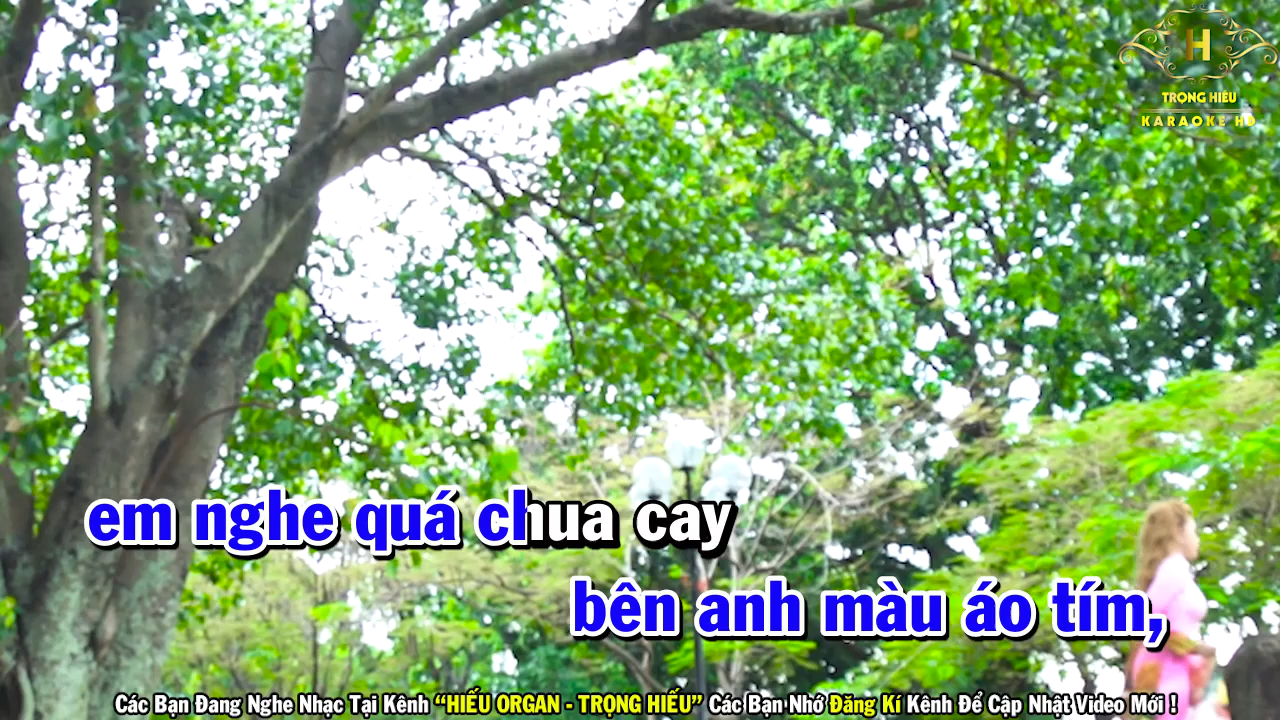 H
TRỌNG HIẾU
KARAOKE HD
em nghe quá chua cay
bên anh màu áo tím,
Các Bạn Đang Nghe Nhạc Tại Kênh “HIẾU ORGAN - TRỌNG HIẾU” Các Bạn Nhớ Đăng Kí Kênh Để Cập Nhật Video Mới !